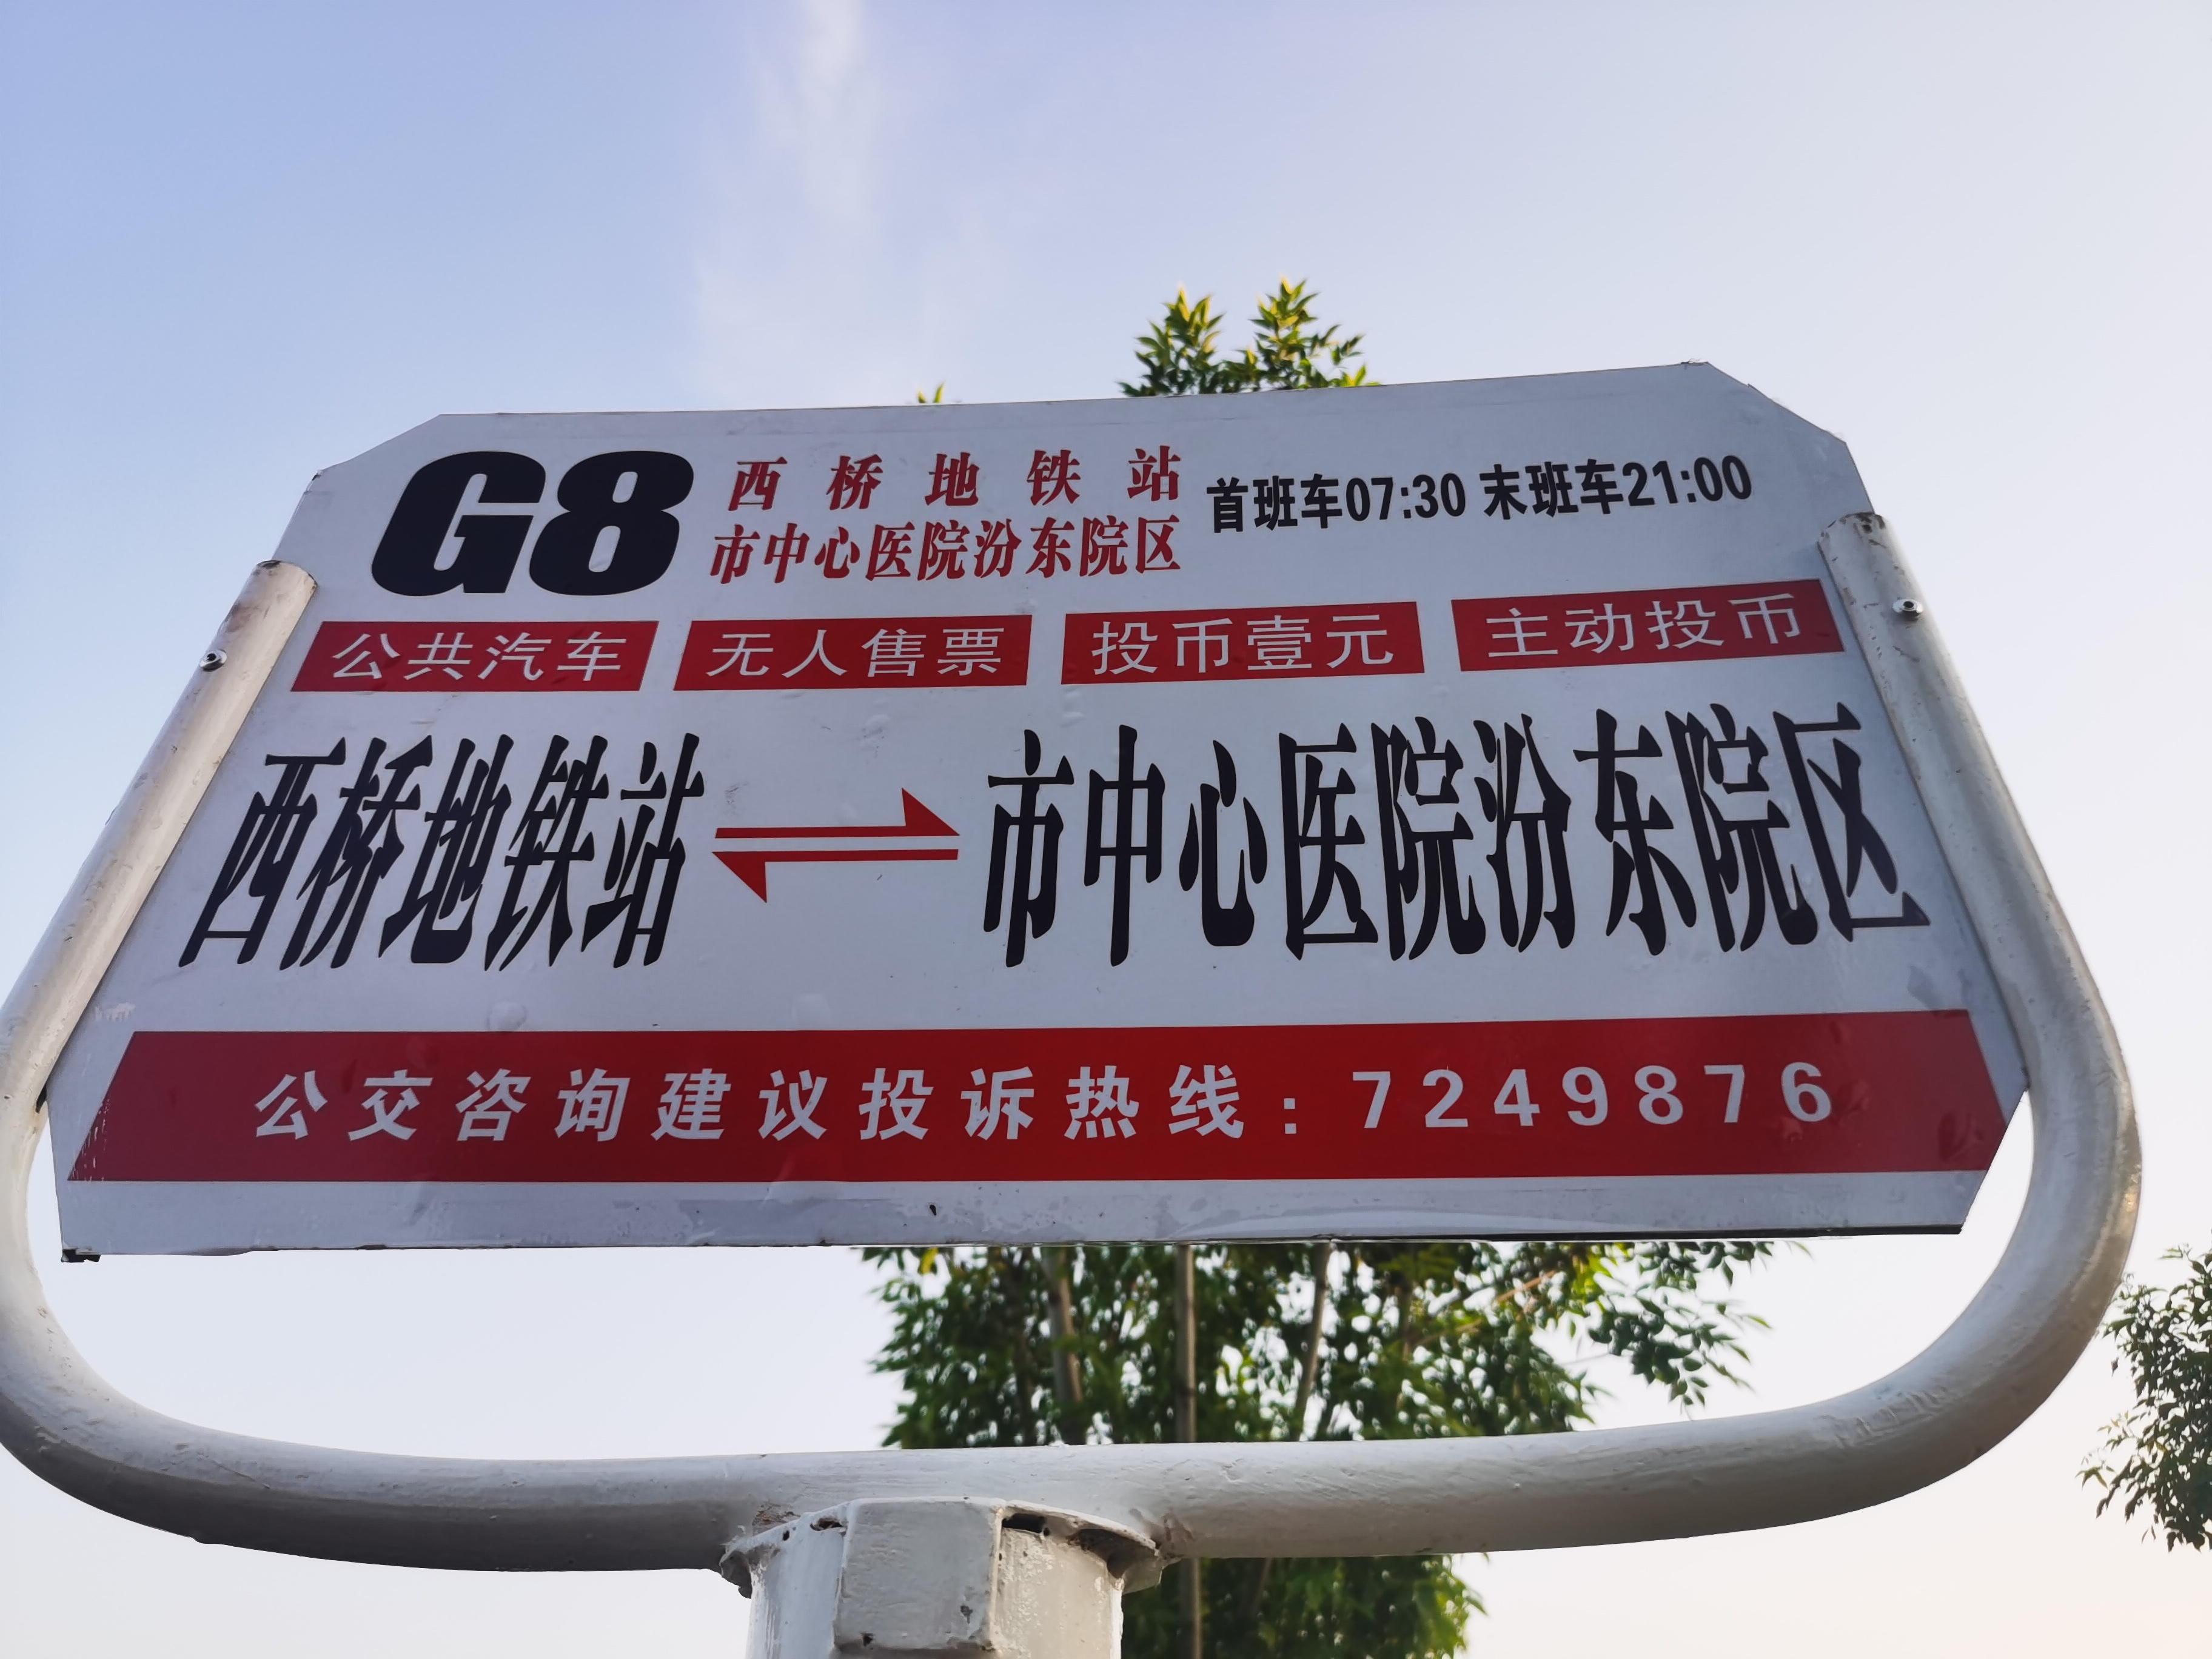 G8
西桥地铁站
市中心医院汾东院区
首班车07:30 末班车21:00
公共汽车 无人售票 投币壹元 主动投币
西桥地铁站 ⇌ 市中心医院汾东院区
公交咨询建议投诉热线：7249876